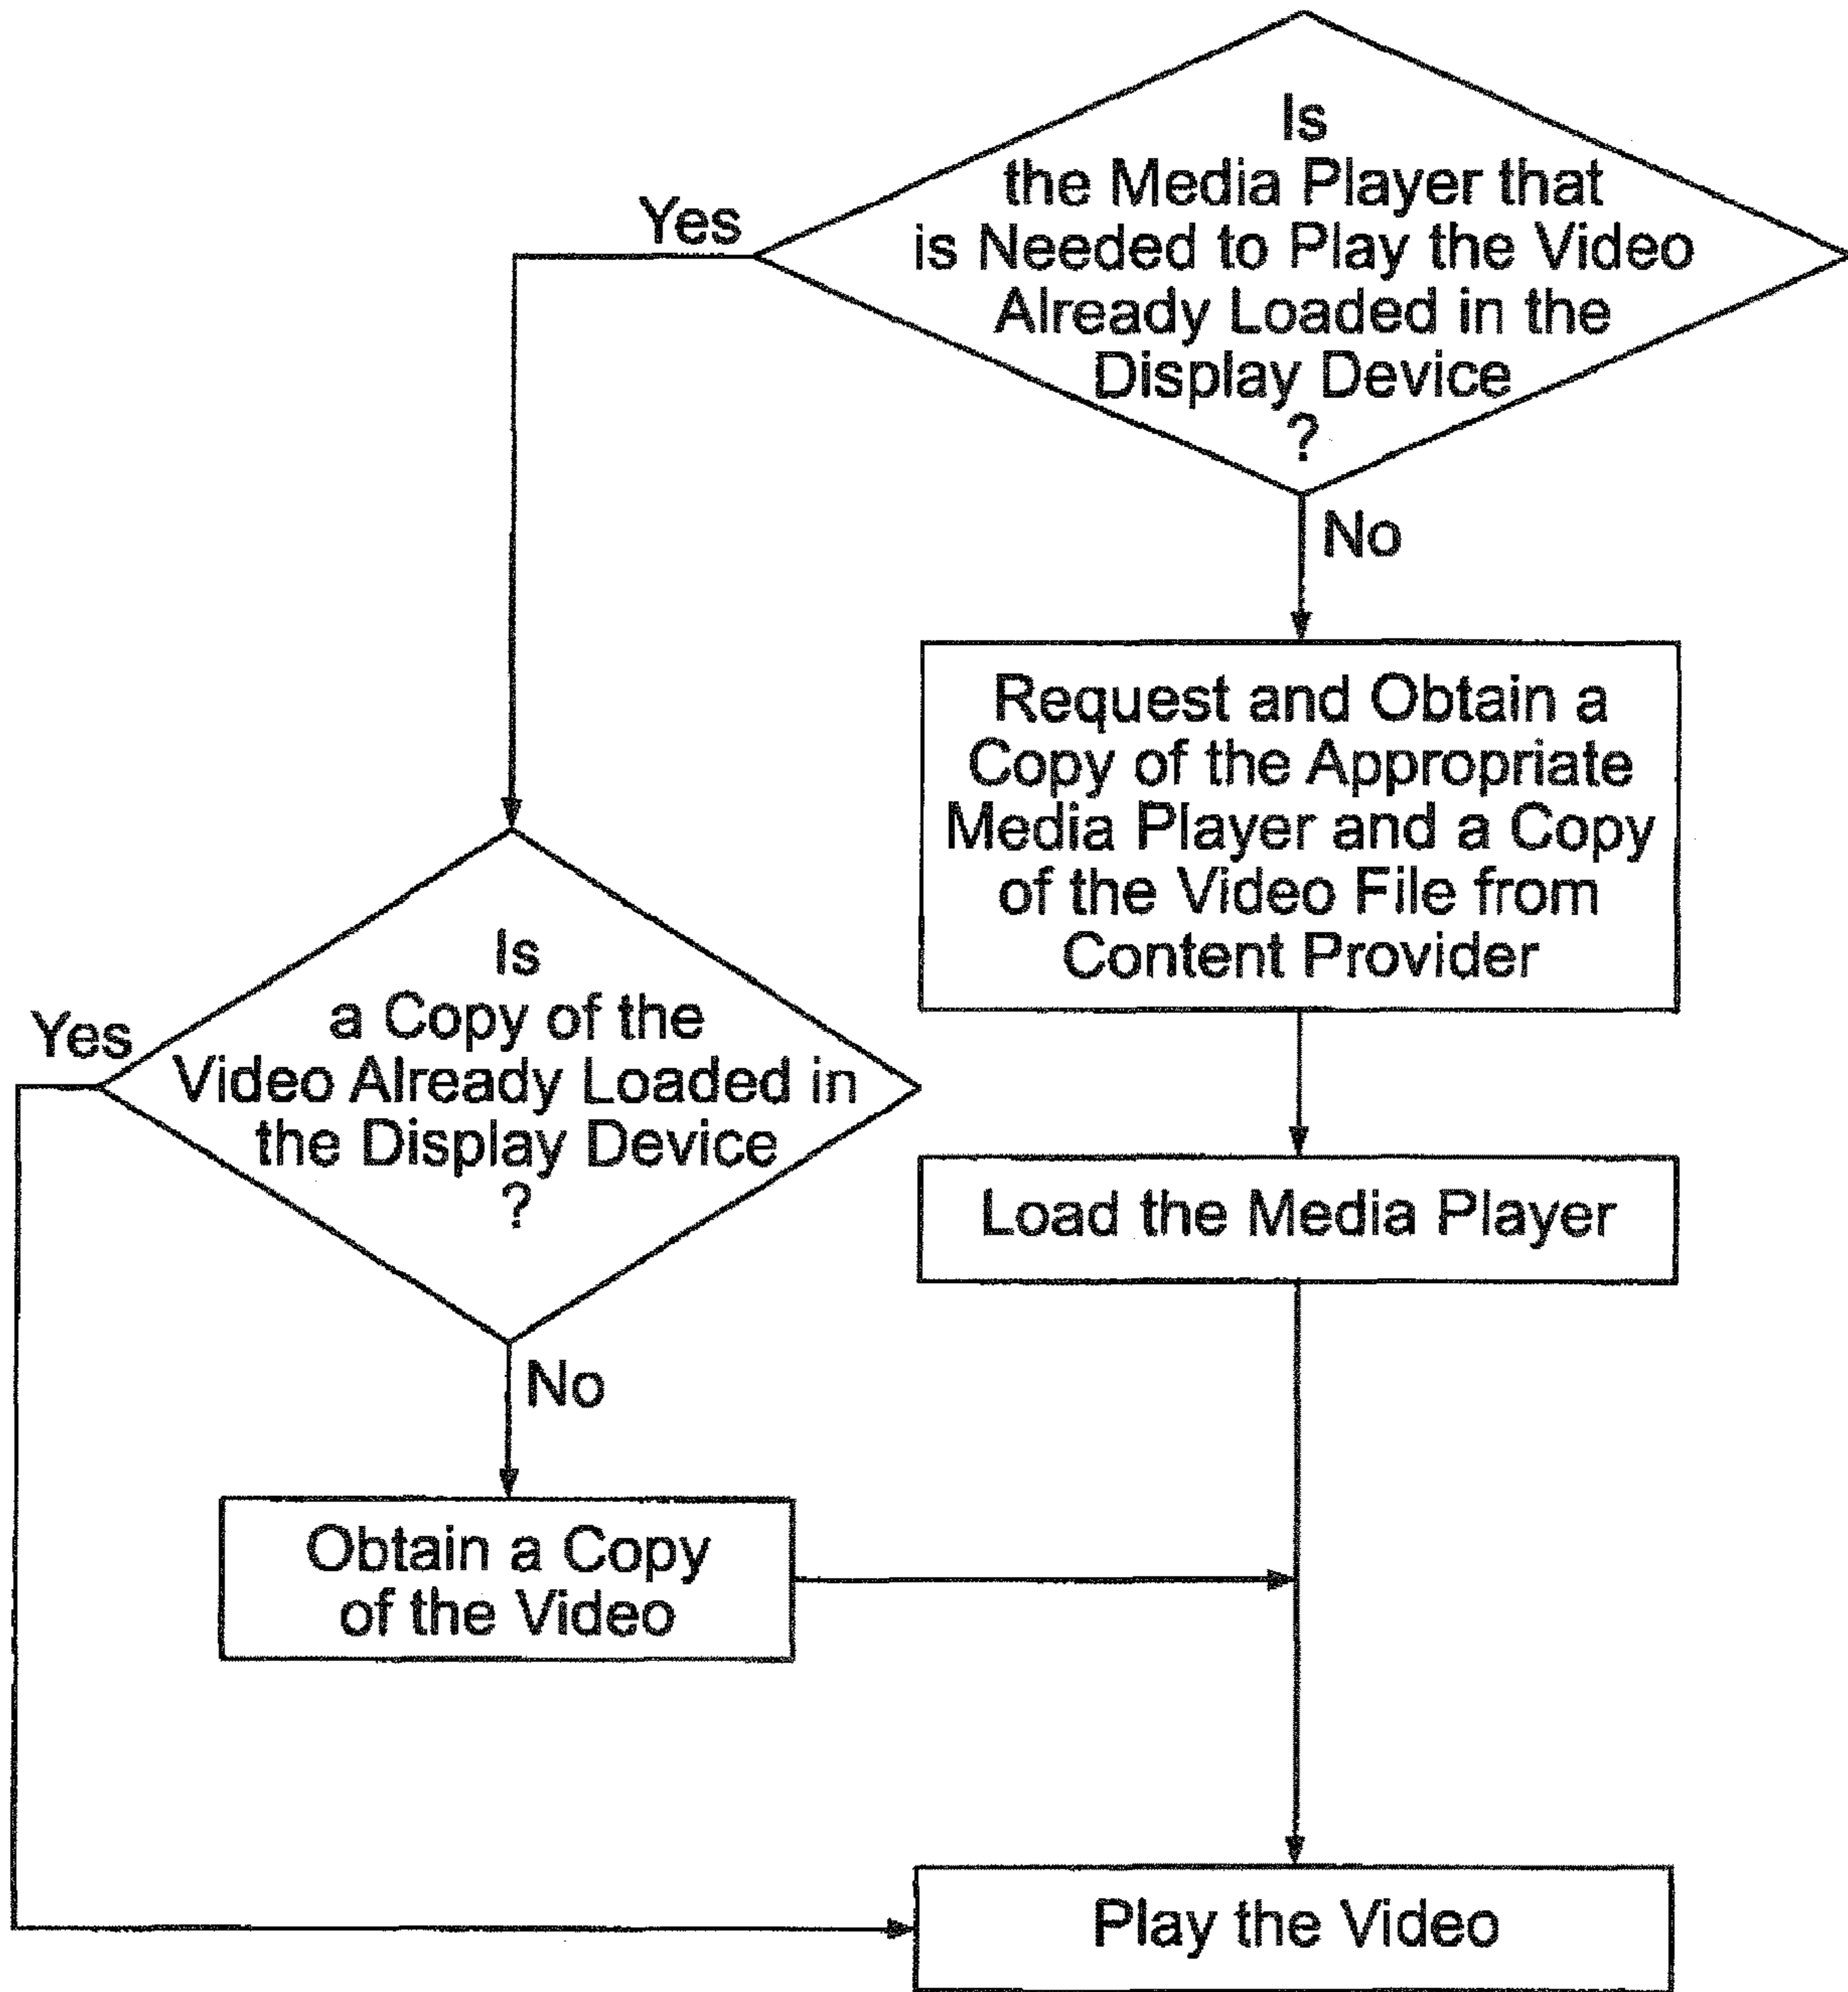 Is
the Media Player that
is Needed to Play the Video
Already Loaded in the
Display Device
?
Yes
No
Request and Obtain a
Copy of the Appropriate
Media Player and a Copy
of the Video File from
Content Provider
Is
a Copy of the
Video Already Loaded in
the Display Device
?
Yes
Load the Media Player
No
Obtain a Copy
of the Video
Play the Video